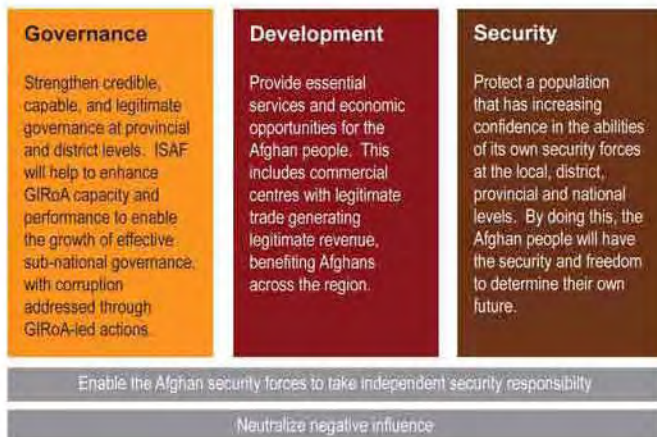 Governance
Strengthen credible,
capable, and legitimate
governance at provincial
and district levels. ISAF
will help to enhance
GIRoA capacity and
performance to enable
the growth of effective
sub-national governance,
with corruption
addressed through
GIRoA-led actions.
Development
Provide essential
services and economic
opportunities for the
Afghan people. This
includes commercial
centres with legitimate
trade generating
legitimate revenue,
benefiting Afghans
across the region.
Security
Protect a population
that has increasing
confidence in the abilities
of its own security forces
at the local, district,
provincial and national
levels. By doing this, the
Afghan people will have
the security and freedom
to determine their own
future.
Enable the Afghan security forces to take independent security responsibilty
Neutralize negative influence